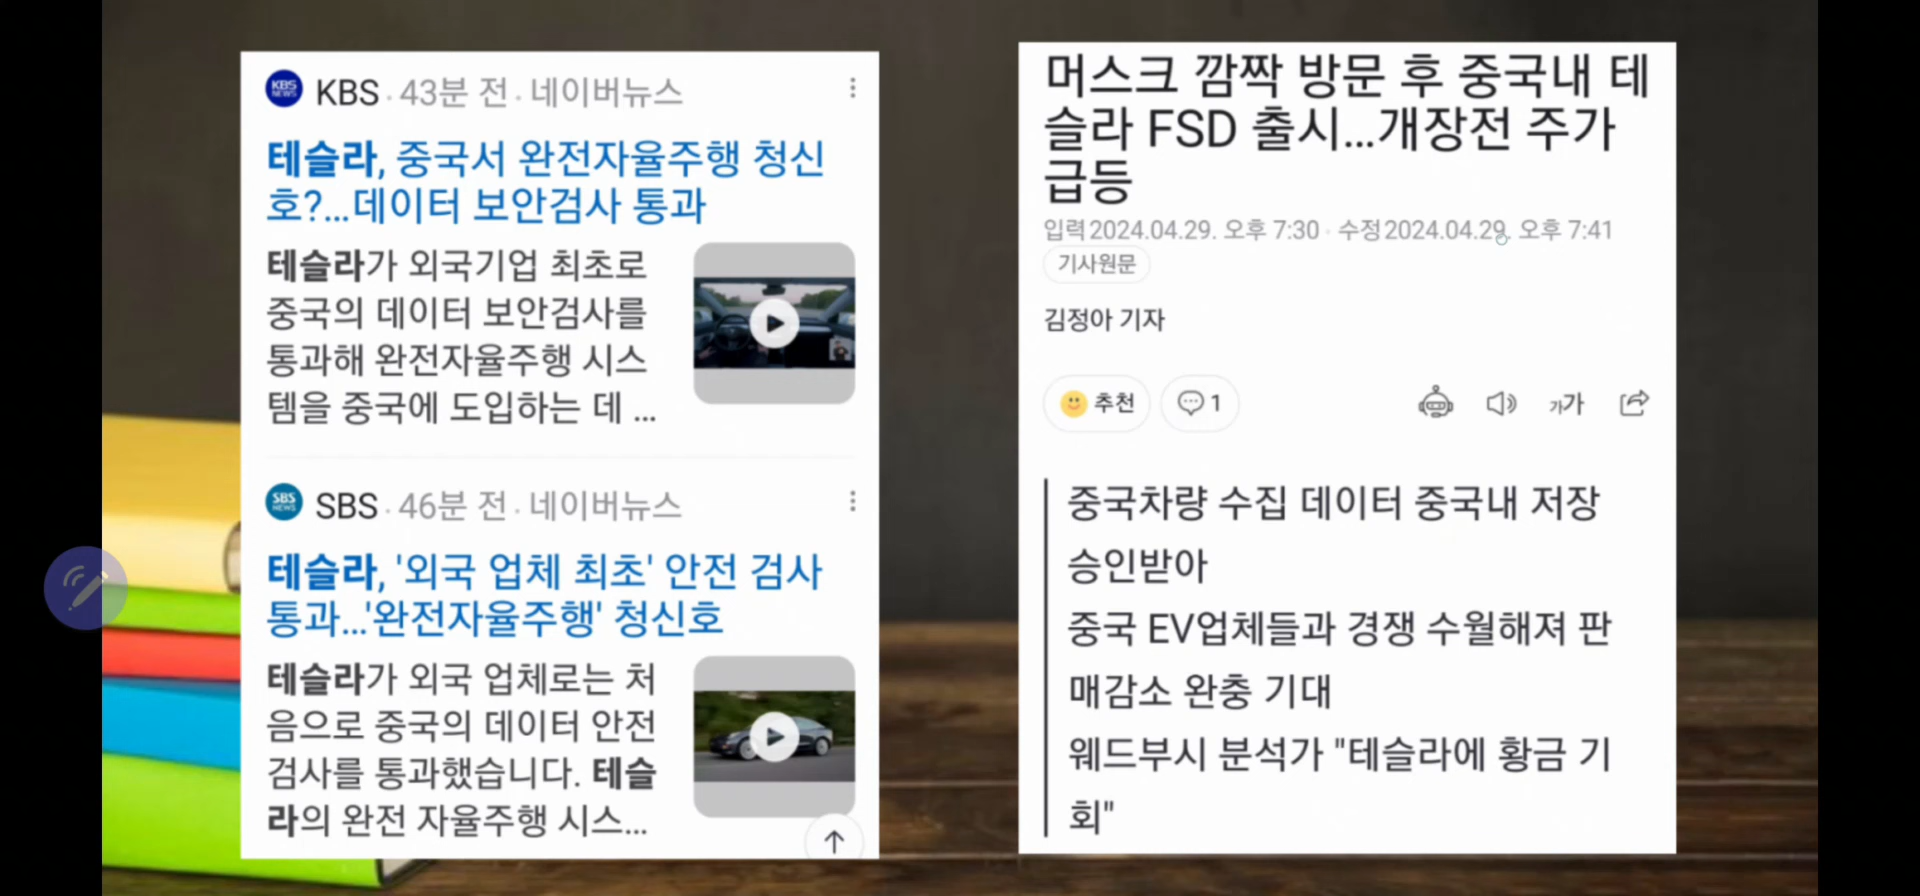 KBS NEWS
KBS · 43분 전 · 네이버뉴스
테슬라, 중국서 완전자율주행 청신
호?...데이터 보안검사 통과
테슬라가 외국기업 최초로
중국의 데이터 보안검사를
통과해 완전자율주행 시스
템을 중국에 도입하는 데 ...
SBS NEWS
SBS · 46분 전 · 네이버뉴스
테슬라, '외국 업체 최초' 안전 검사
통과...'완전자율주행' 청신호
테슬라가 외국 업체로는 처
음으로 중국의 데이터 안전
검사를 통과했습니다. 테슬
라의 완전 자율주행 시스...
머스크 깜짝 방문 후 중국내 테
슬라 FSD 출시...개장전 주가
급등
입력 2024.04.29. 오후 7:30 · 수정 2024.04.29. 오후 7:41
기사원문
김정아 기자
추천 1
가가
중국차량 수집 데이터 중국내 저장
승인받아
중국 EV업체들과 경쟁 수월해져 판
매감소 완충 기대
웨드부시 분석가 "테슬라에 황금 기
회"